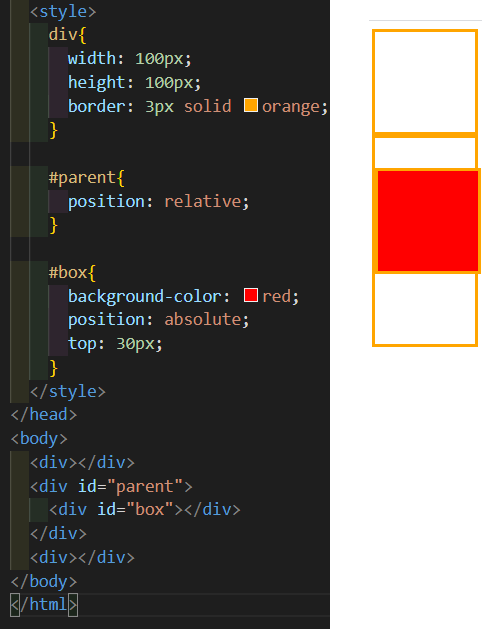 <style>
div{
width: 100px;
height: 100px;
border: 3px solid orange;
}
#parent{
position: relative;
}
#box{
background-color: red;
position: absolute;
top: 30px;
}
</style>
</head>
<body>
<div></div>
<div id="parent">
<div id="box"></div>
</div>
<div></div>
</body>
</html>